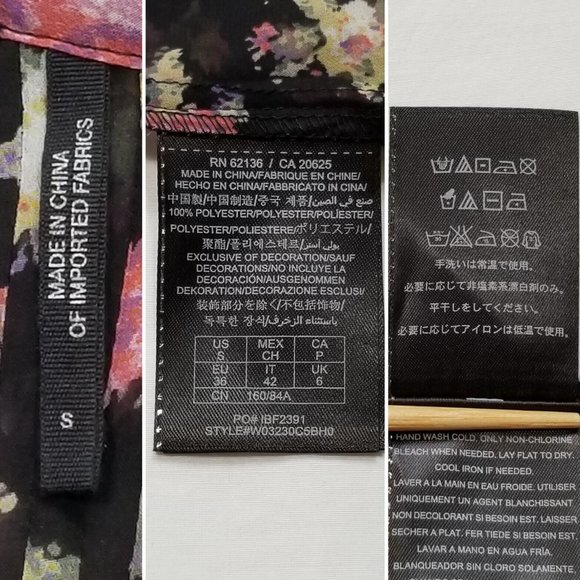 MADE IN CHINA
OF IMPORTED FABRICS
S
RN 62136 / CA 20625
MADE IN CHINA/FABRIQUE EN CHINE/
HECHO EN CHINA/FABBRICATO IN CINA/
中国製/中国制造/중국 제품/صنع في الصين
100% POLYESTER/POLYESTER/POLIÉSTER/
POLYESTERE/POLYESTER/ポリエステル/
聚酯/폴리에스테르/بولي أستر
EXCLUSIVE OF DECORATION/SAUF
DECORATIONS/NO INCLUYE LA
DECORACIÓN/AUSGENOMMEN
DEKORATION/DECORAZIONE ESCLUSI/
装飾部分を除く/不包括饰物/
독특한 장식/باستثناء الزخرف
US MEX CA
S CH P
EU IT UK
36 42 6
CN 160/84A
PO# IBF2391
STYLE#W03230C5BH0
手洗いは常温で使用。
必要に応じて非塩素系漂白剤のみ。
平干しをしてください。
必要に応じてアイロンは低温で使用。
HAND WASH COLD, ONLY NON-CHLORINE
BLEACH WHEN NEEDED. LAY FLAT TO DRY.
COOL IRON IF NEEDED.
LAVER A LA MAIN EN EAU FROIDE. UTILISER
UNIQUEMENT UN AGENT BLANCHISSANT
NON DECOLORANT SI BESOIN EST. LAISSER
SECHER A PLAT. FER TIEDE SI BESOIN EST.
LAVAR A MANO EN AGUA FRÍA.
BLANQUEADOR SIN CLORO SOLAMENTE